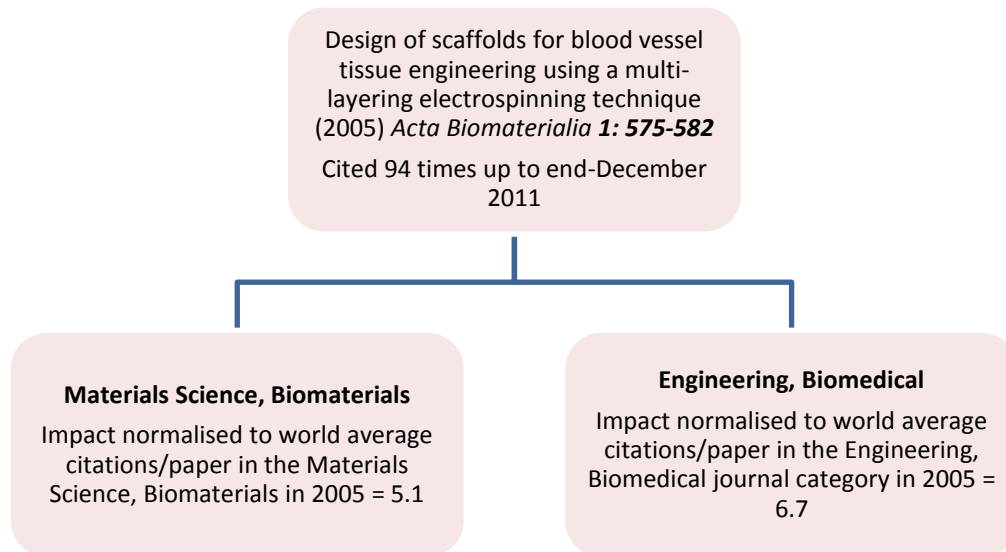 Design of scaffolds for blood vessel
tissue engineering using a multi-
layering electrospinning technique
(2005) Acta Biomaterialia 1: 575-582
Cited 94 times up to end-December
2011
Materials Science, Biomaterials
Impact normalised to world average
citations/paper in the Materials
Science, Biomaterials in 2005 = 5.1
Engineering, Biomedical
Impact normalised to world average
citations/paper in the Engineering,
Biomedical journal category in 2005 =
6.7